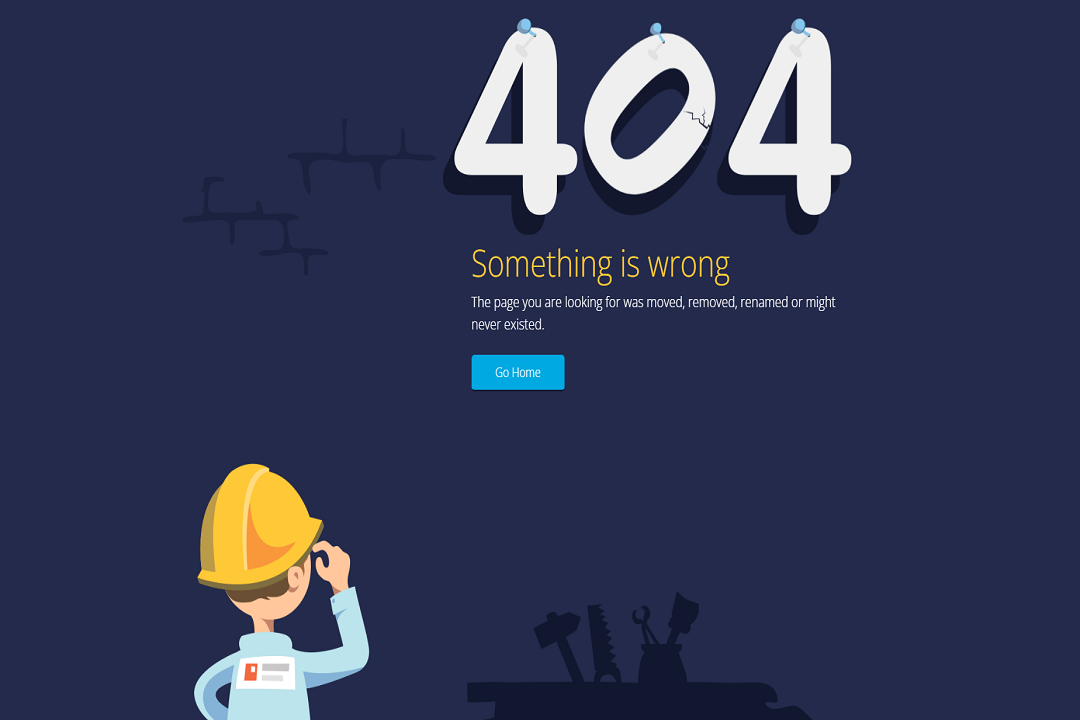 404
Something is wrong
The page you are looking for was moved, removed, renamed or might
never existed.
Go Home